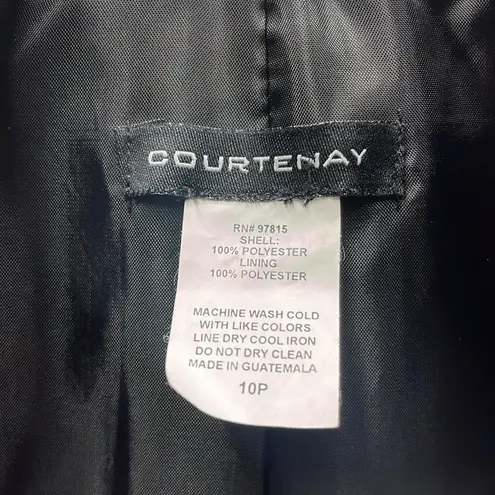 COURTENAY
RN# 97815
SHELL:
100% POLYESTER
LINING
100% POLYESTER
MACHINE WASH COLD
WITH LIKE COLORS
LINE DRY COOL IRON
DO NOT DRY CLEAN
MADE IN GUATEMALA
10P